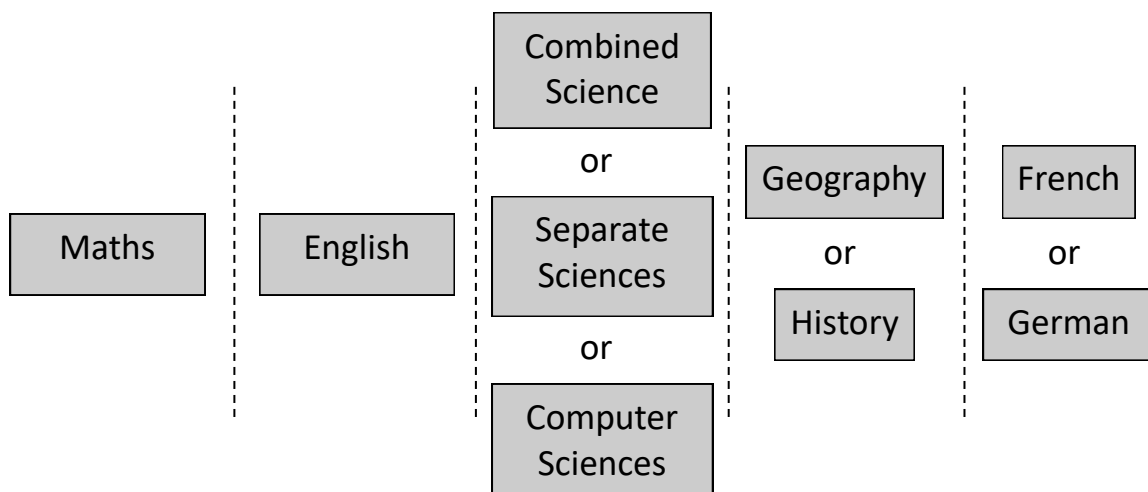 Maths
English
Combined
Science
or
Separate
Sciences
or
Computer
Sciences
Geography
or
History
French
or
German